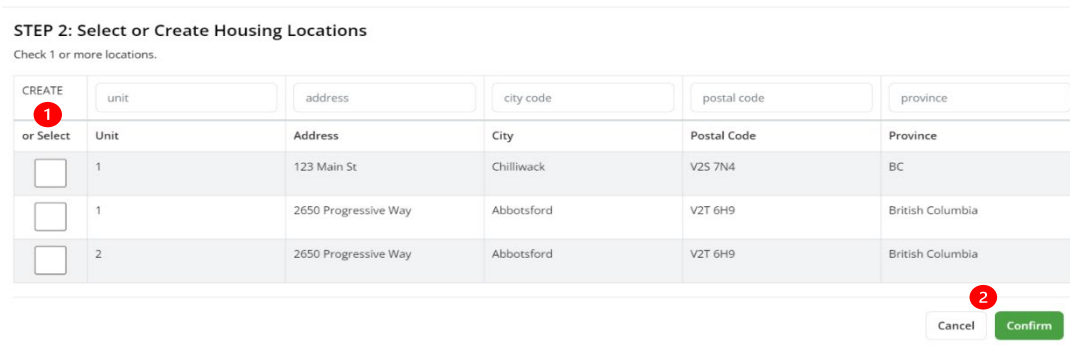 STEP 2: Select or Create Housing Locations
Check 1 or more locations.
CREATE unit address city code postal code province
1
or Select Unit Address City Postal Code Province
1 123 Main St Chilliwack V2S 7N4 BC
1 2650 Progressive Way Abbotsford V2T 6H9 British Columbia
2 2650 Progressive Way Abbotsford V2T 6H9 British Columbia
2
Cancel Confirm